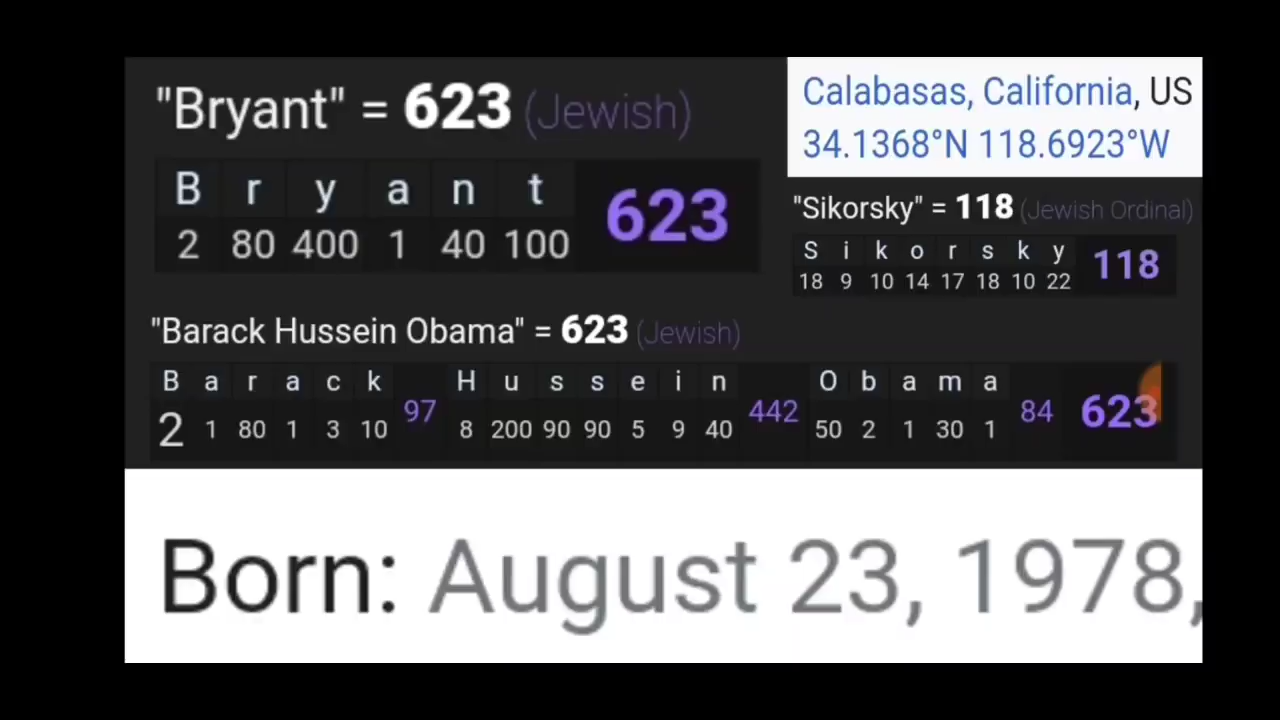 "Bryant" = 623 (Jewish)
B r y a n t
2 80 400 1 40 100 623
Calabasas, California, US
34.1368°N 118.6923°W
"Sikorsky" = 118 (Jewish Ordinal)
S i k o r s k y
18 9 10 14 17 18 10 22 118
"Barack Hussein Obama" = 623 (Jewish)
B a r a c k H u s s e i n O b a m a
2 1 80 1 3 10 97 8 200 90 90 5 9 40 442 50 2 1 30 1 84 623
Born: August 23, 1978,